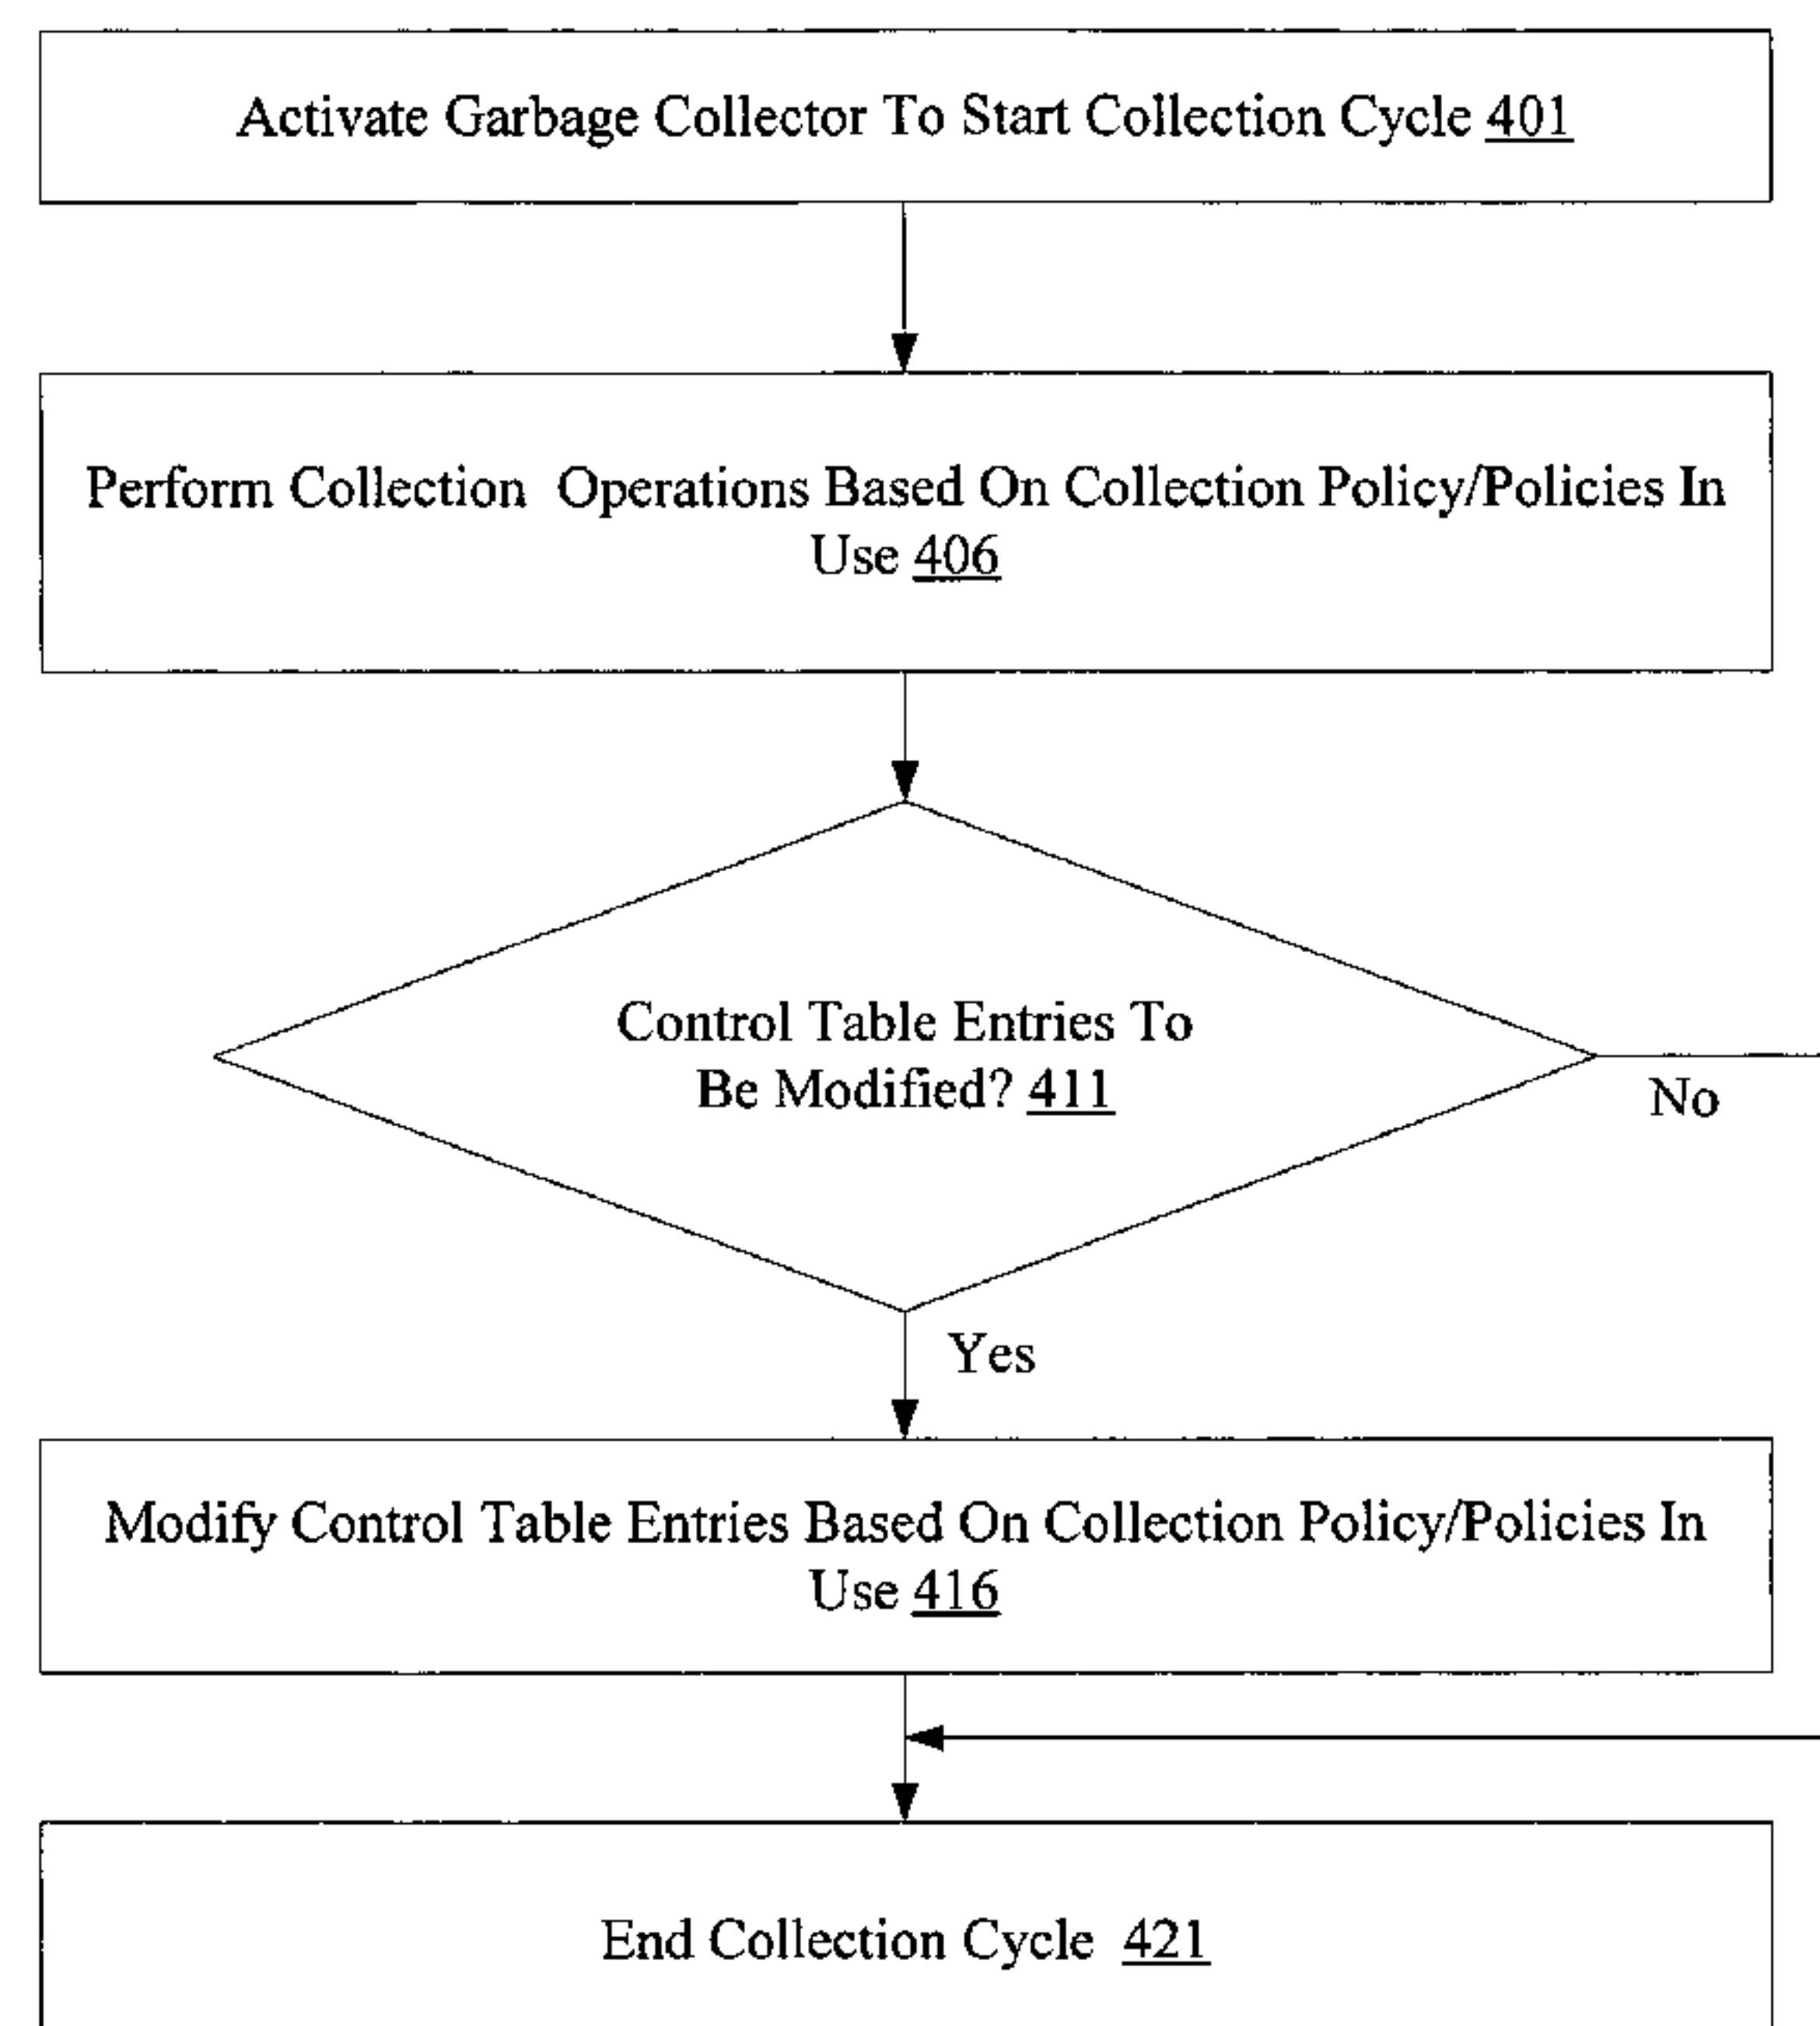 Activate Garbage Collector To Start Collection Cycle 401
Perform Collection Operations Based On Collection Policy/Policies In
Use 406
Control Table Entries To
Be Modified? 411
No
Yes
Modify Control Table Entries Based On Collection Policy/Policies In
Use 416
End Collection Cycle 421